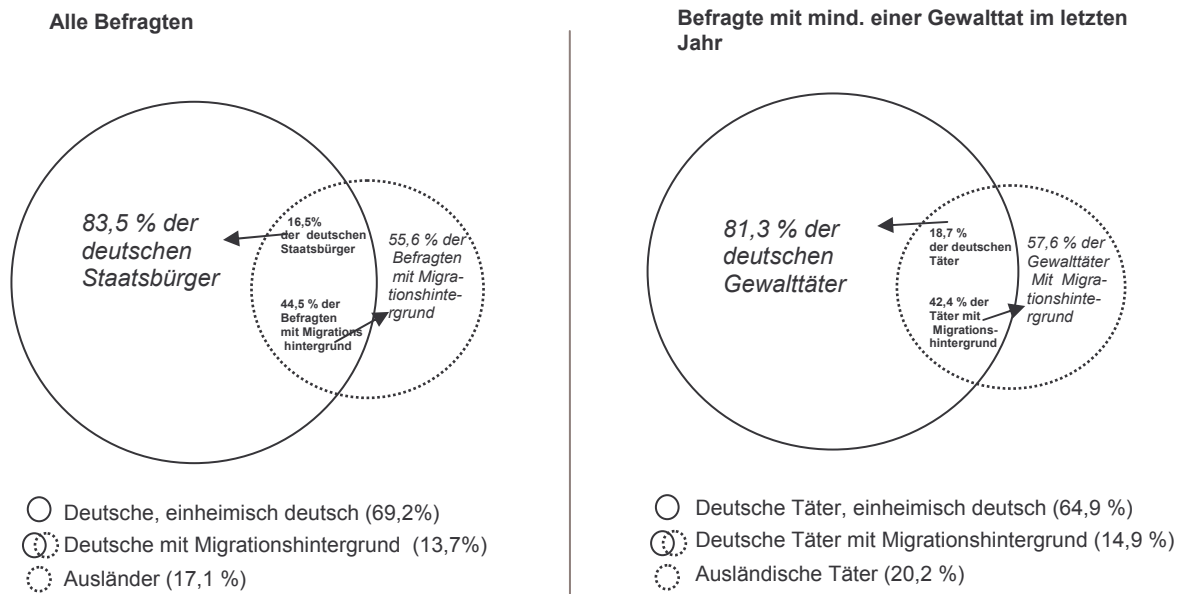 Alle Befragten
83,5 % der
deutschen
Staatsbürger
16,5%
der deutschen
Staatsbürger
44,5 % der
Befragten
mit Migrations
hintergrund
55,6 % der
Befragten
mit Migra-
tionshinte-
rgrund
Deutsche, einheimisch deutsch (69,2%)
Deutsche mit Migrationshintergrund (13,7%)
Ausländer (17,1 %)
Befragte mit mind. einer Gewalttat im letzten
Jahr
81,3 % der
deutschen
Gewalttäter
18,7 %
der deutschen
Täter
42,4 % der
Täter mit
Migrations-
hintergrund
57,6 % der
Gewalttäter
Mit Migra-
tionshinte-
rgrund
Deutsche Täter, einheimisch deutsch (64,9 %)
Deutsche Täter mit Migrationshintergrund (14,9 %)
Ausländische Täter (20,2 %)